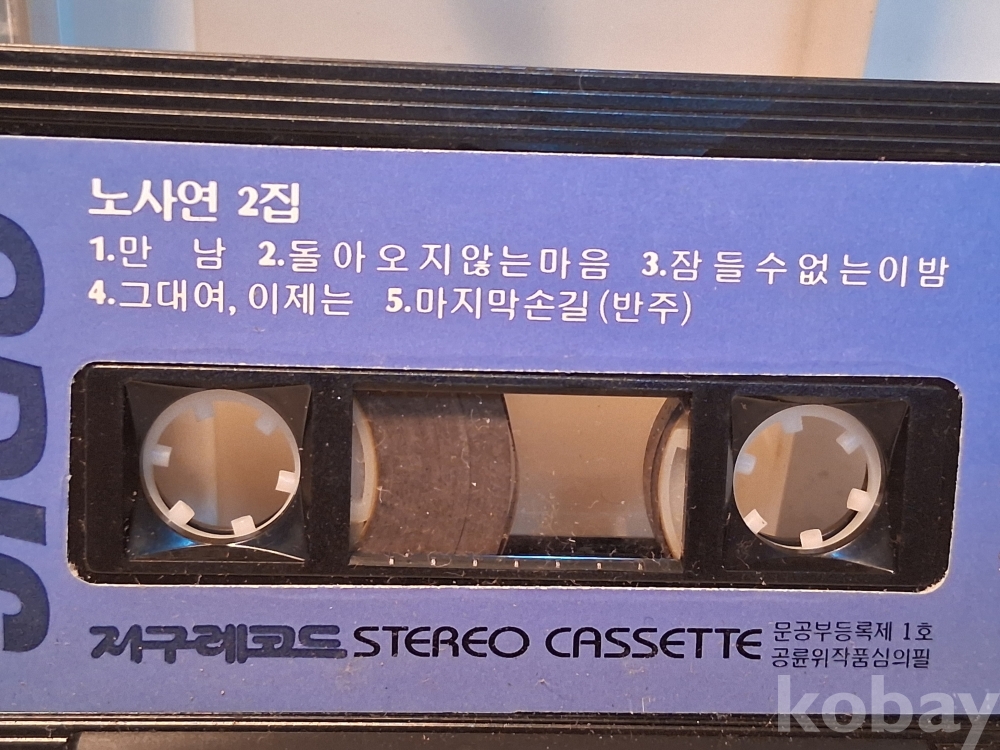 노사연 2집
1.만 남 2.돌아오지않는마음 3.잠들수없는이밤
4.그대여, 이제는 5.마지막손길(반주)
지구레코드 STEREO CASSETTE 문공부등록제 1호
공륜위작품심의필
kobay